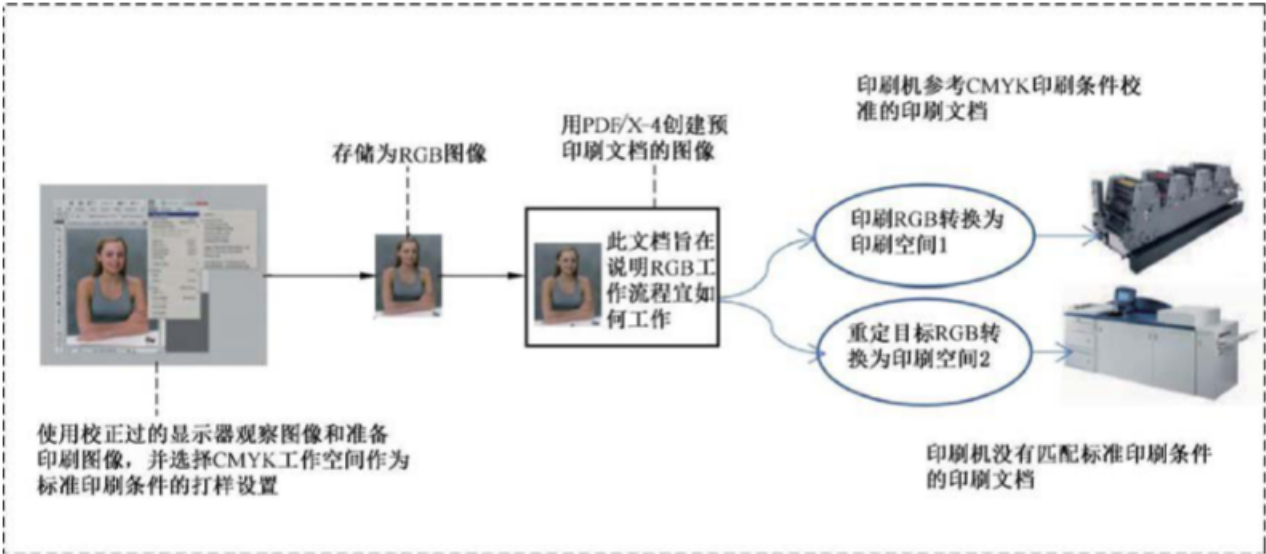 印刷机参考CMYK印刷条件校
准的印刷文档
用PDF/X-4创建预
印刷文档的图像
存储为RGB图像
此文档旨在
说明RGB工
作流程宜如
何工作
印刷RGB转换为
印刷空间1
重定目标RGB转
换为印刷空间2
使用校正过的显示器观察图像和准备
印刷图像，并选择CMYK工作空间作为
标准印刷条件的打样设置
印刷机没有匹配标准印刷条件
的印刷文档